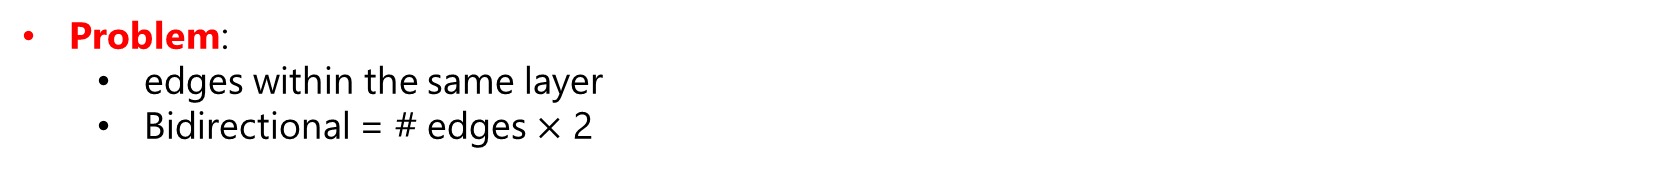 • Problem:
• edges within the same layer
• Bidirectional = # edges × 2